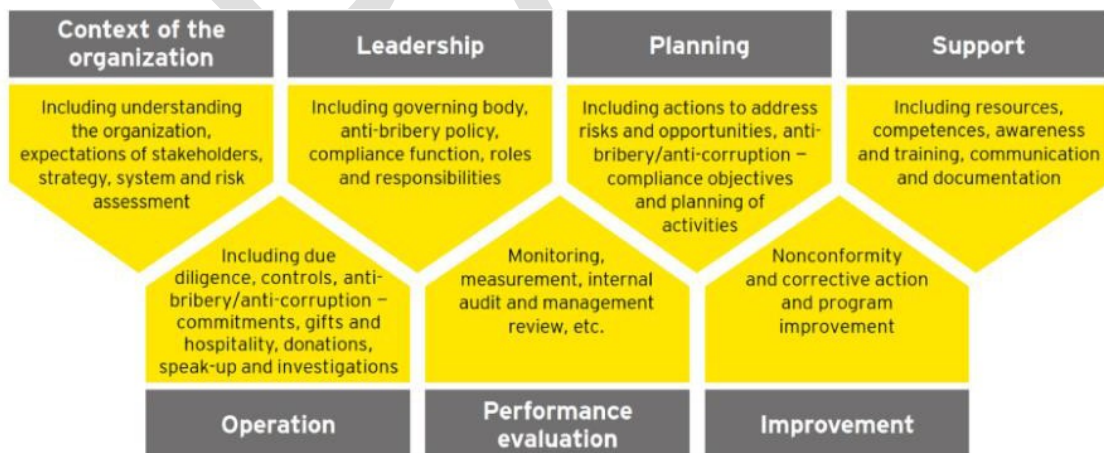 Context of the
organization
Including understanding
the organization,
expectations of stakeholders,
strategy, system and risk
assessment
Leadership
Including governing body,
anti-bribery policy,
compliance function, roles
and responsibilities
Planning
Including actions to address
risks and opportunities, anti-
bribery/anti-corruption –
compliance objectives
and planning of
activities
Support
Including resources,
competences, awareness
and training, communication
and documentation
Including due
diligence, controls, anti-
bribery/anti-corruption –
commitments, gifts and
hospitality, donations,
speak-up and investigations
Operation
Monitoring,
measurement, internal
audit and management
review, etc.
Performance
evaluation
Nonconformity
and corrective action
and program
improvement
Improvement